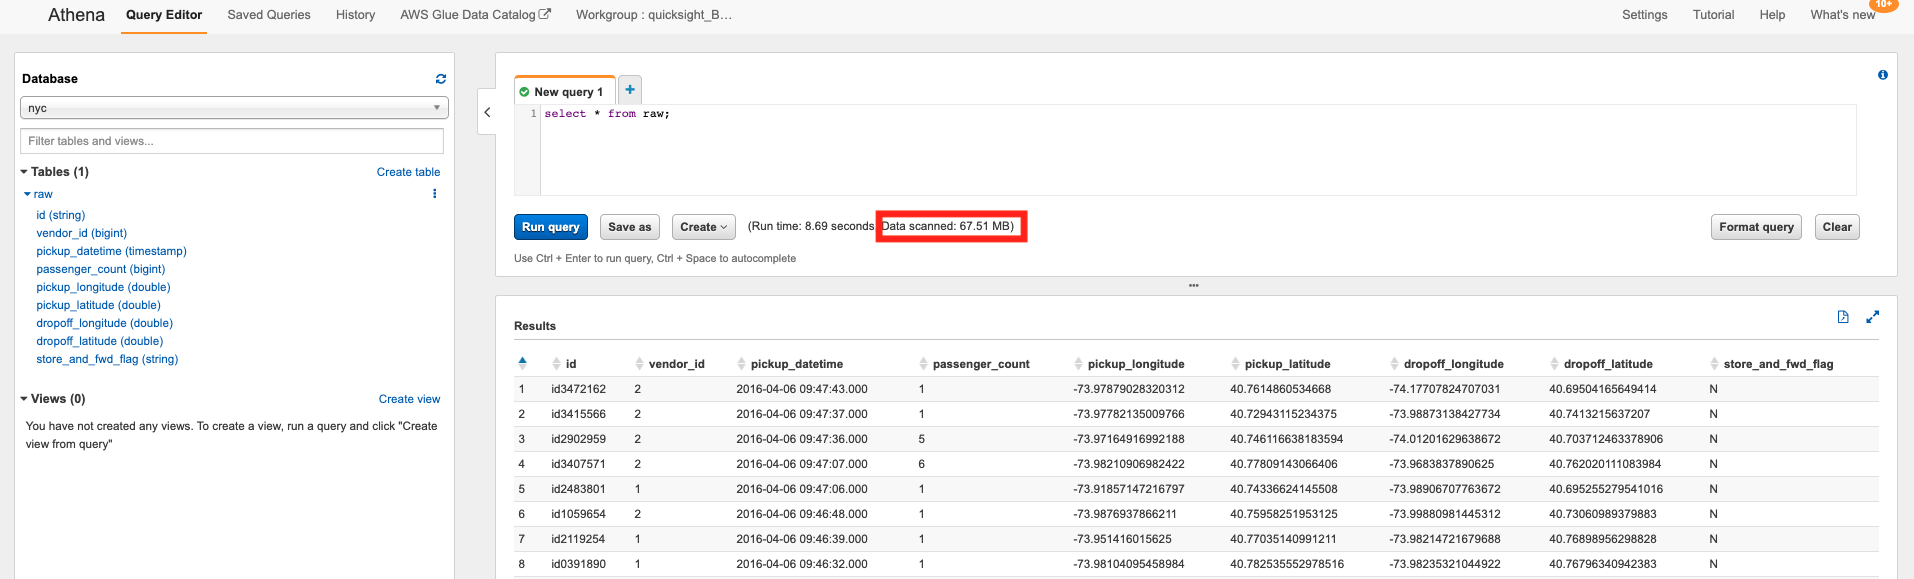 Athena Query Editor Saved Queries History AWS Glue Data Catalog Workgroup : quicksight_B... Settings Tutorial Help What's new 10+
Database
nyc
Filter tables and views...
Tables (1) Create table
raw
id (string)
vendor_id (bigint)
pickup_datetime (timestamp)
passenger_count (bigint)
pickup_longitude (double)
pickup_latitude (double)
dropoff_longitude (double)
dropoff_latitude (double)
store_and_fwd_flag (string)
Views (0) Create view
You have not created any views. To create a view, run a query and click "Create
view from query"
New query 1
1 select * from raw;
Run query Save as Create (Run time: 8.69 seconds, Data scanned: 67.51 MB) Format query Clear
Use Ctrl + Enter to run query, Ctrl + Space to autocomplete
Results
id vendor_id pickup_datetime passenger_count pickup_longitude pickup_latitude dropoff_longitude dropoff_latitude store_and_fwd_flag
1 id3472162 2 2016-04-06 09:47:43.000 1 -73.97879028320312 40.7614860534668 -74.17707824707031 40.69504165649414 N
2 id3415566 2 2016-04-06 09:47:37.000 1 -73.97782135009766 40.72943115234375 -73.98873138427734 40.7413215637207 N
3 id2902959 2 2016-04-06 09:47:36.000 5 -73.97164916992188 40.746116638183594 -74.01201629638672 40.703712463378906 N
4 id3407571 2 2016-04-06 09:47:07.000 6 -73.98210906982422 40.77809143066406 -73.9683837890625 40.762020111083984 N
5 id2483801 1 2016-04-06 09:47:06.000 1 -73.91857147216797 40.74336624145508 -73.98906707763672 40.695255279541016 N
6 id1059654 2 2016-04-06 09:46:48.000 1 -73.9876937866211 40.75958251953125 -73.99880981445312 40.73060989379883 N
7 id2119254 1 2016-04-06 09:46:39.000 1 -73.951416015625 40.77035140991211 -73.98214721679688 40.76898956298828 N
8 id0391890 1 2016-04-06 09:46:32.000 1 -73.98104095458984 40.782535552978516 -73.98235321044922 40.76796340942383 N